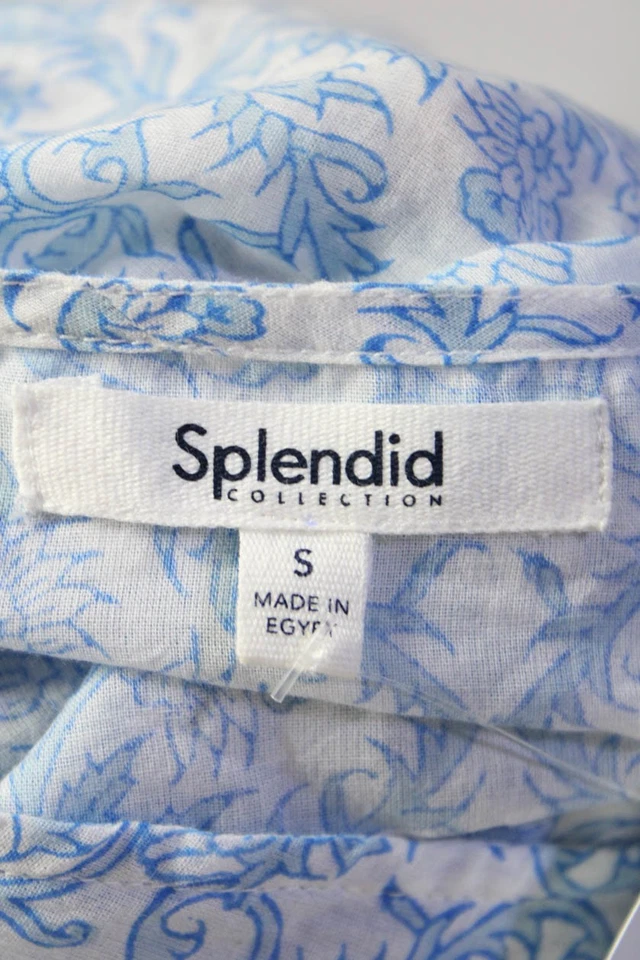 Splendid
COLLECTION
S
MADE IN
EGYPT